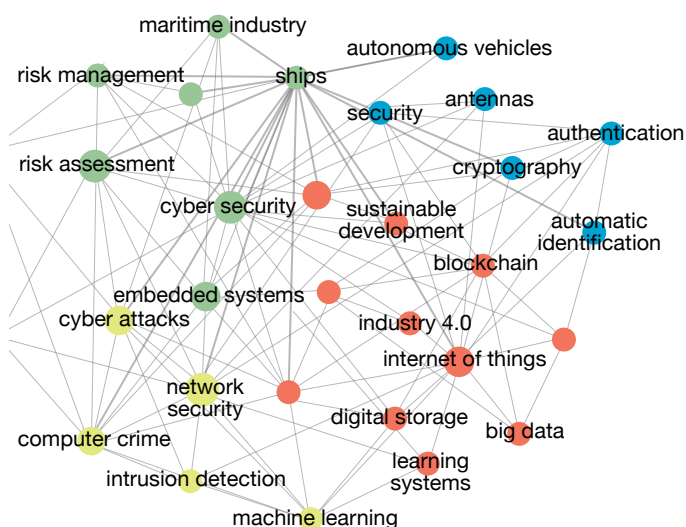 maritime industry
autonomous vehicles
risk management
ships
security
antennas
authentication
risk assessment
cryptography
cyber security
sustainable
development
automatic
identification
blockchain
embedded systems
cyber attacks
industry 4.0
internet of things
network
security
digital storage
big data
computer crime
learning
systems
intrusion detection
machine learning